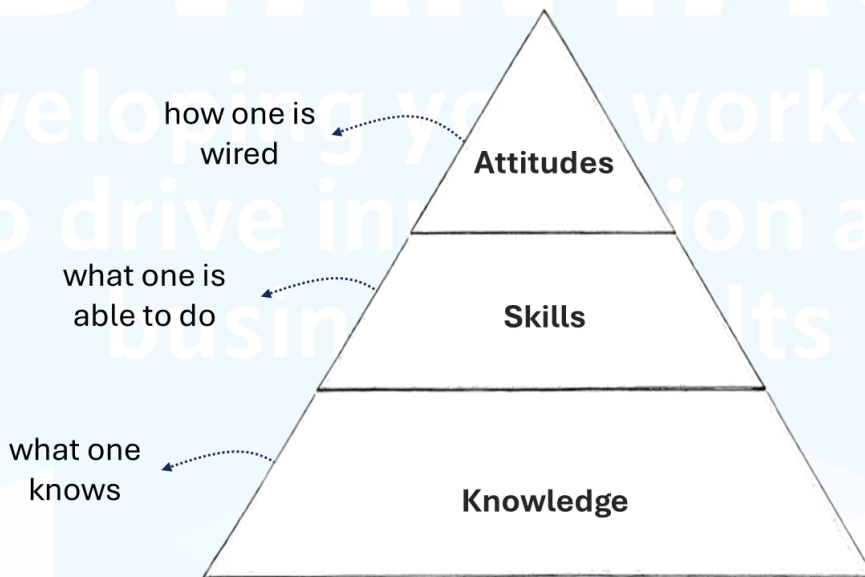 how one is
wired
Attitudes
what one is
able to do
Skills
what one
knows
Knowledge